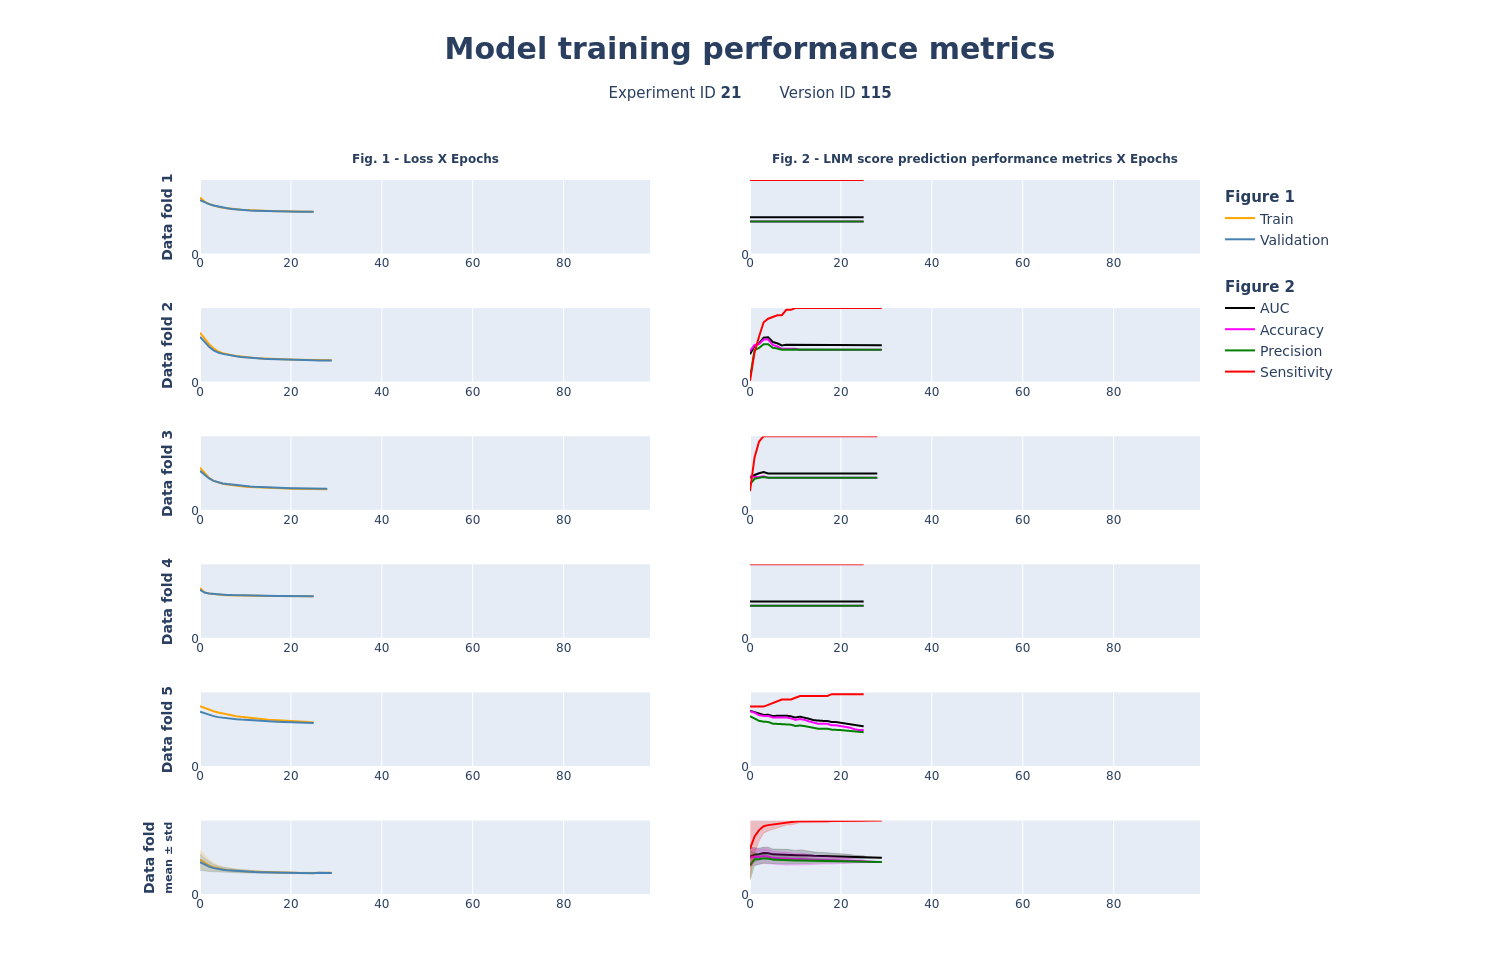 Model training performance metrics
Experiment ID 21 Version ID 115
Fig. 1 - Loss X Epochs
Fig. 2 - LNM score prediction performance metrics X Epochs
Data fold 1
0
0 20 40 60 80
0
0 20 40 60 80
Data fold 2
0
0 20 40 60 80
0
0 20 40 60 80
Data fold 3
0
0 20 40 60 80
0
0 20 40 60 80
Data fold 4
0
0 20 40 60 80
0
0 20 40 60 80
Data fold 5
0
0 20 40 60 80
0
0 20 40 60 80
Data fold
mean ± std
0
0 20 40 60 80
0
0 20 40 60 80
Figure 1
Train
Validation
Figure 2
AUC
Accuracy
Precision
Sensitivity